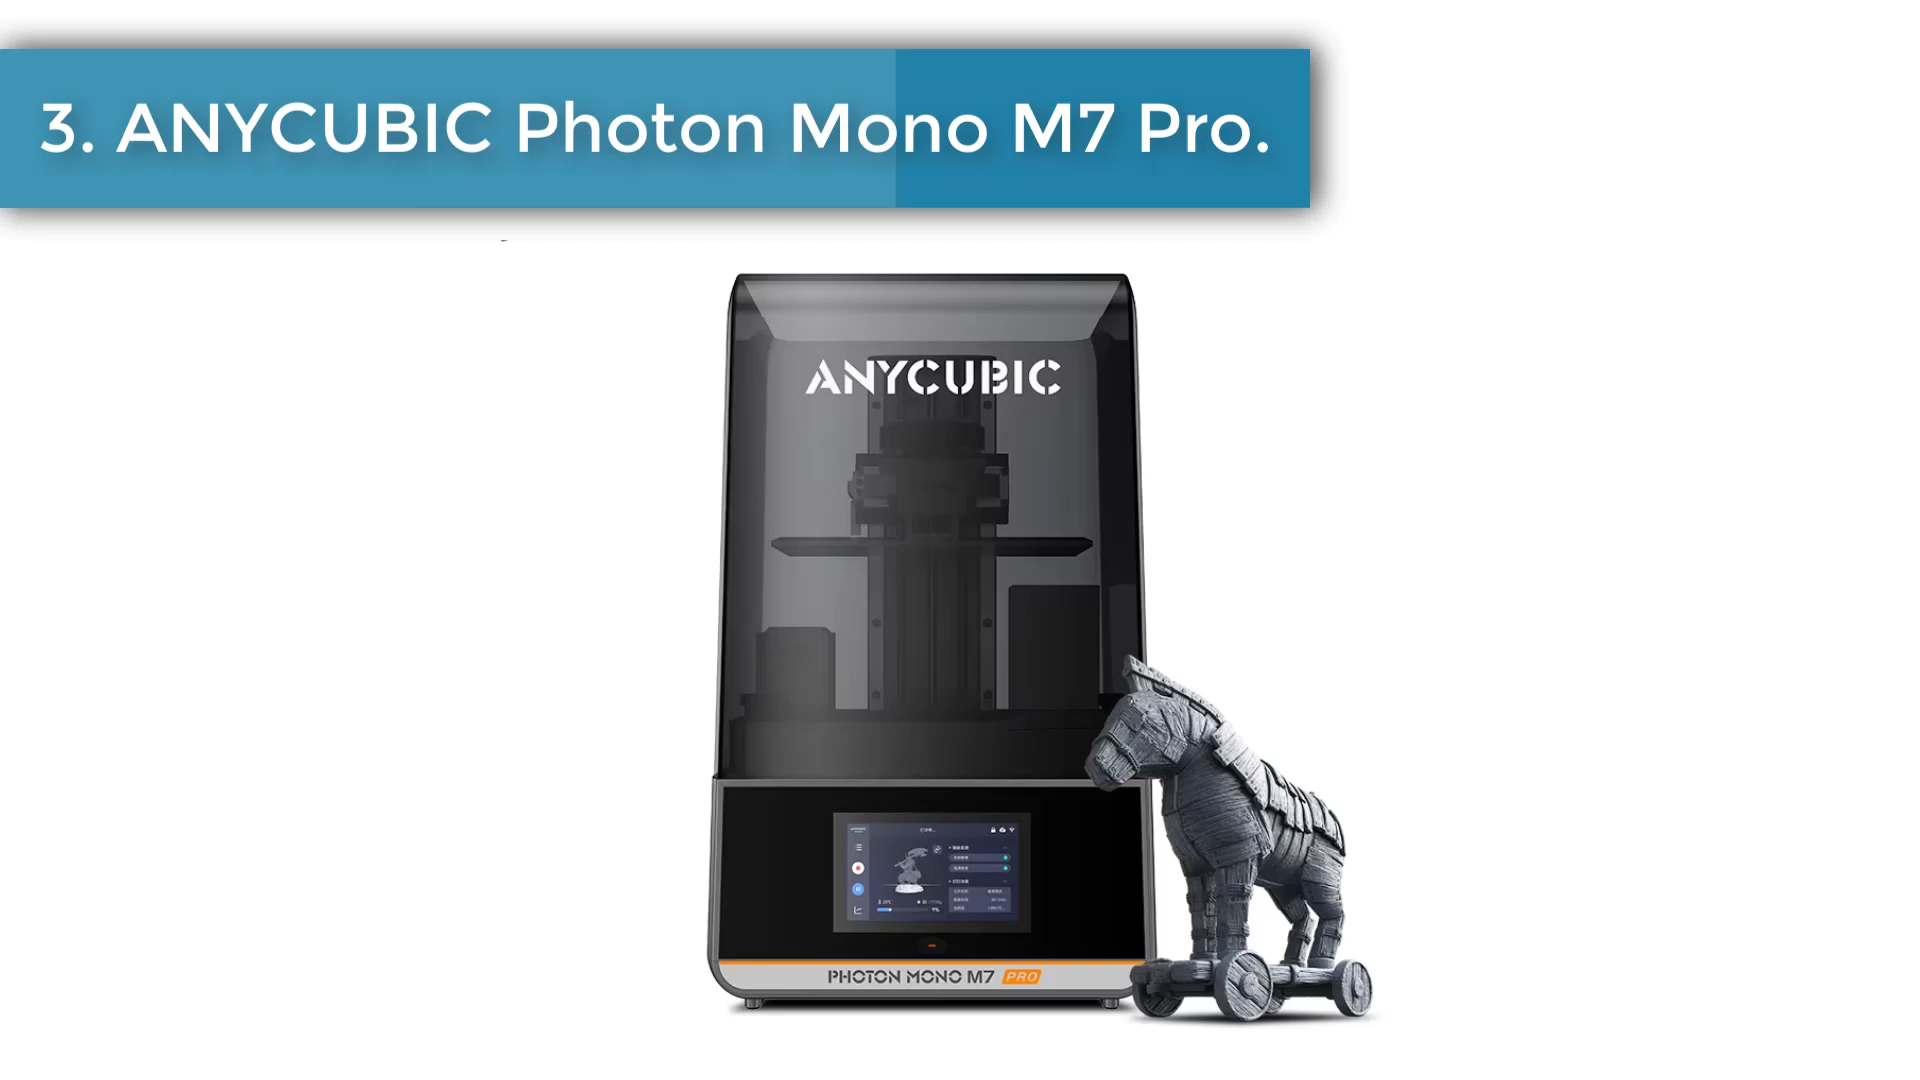 3. ANYCUBIC Photon Mono M7 Pro.
ANYCUBIC
PHOTON MONO M7 PRO